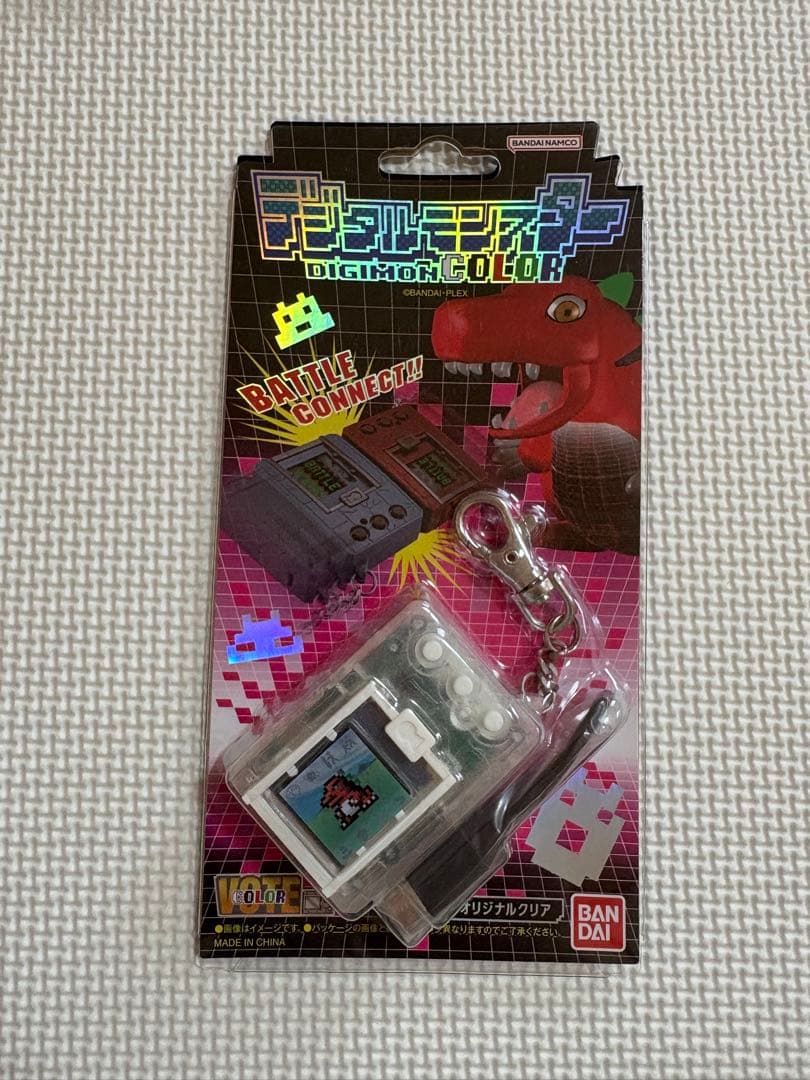 BANDAI NAMCO
デジタルモンスター
DIGIMON COLOR
©BANDAI・PLEX
BATTLE
CONNECT!!
BATTLE
BATTLE
VOTE
COLOR
オリジナルクリア
BAN
DAI
●画像はイメージです。●パッケージの画像と
異なりますのでご了承ください。
MADE IN CHINA